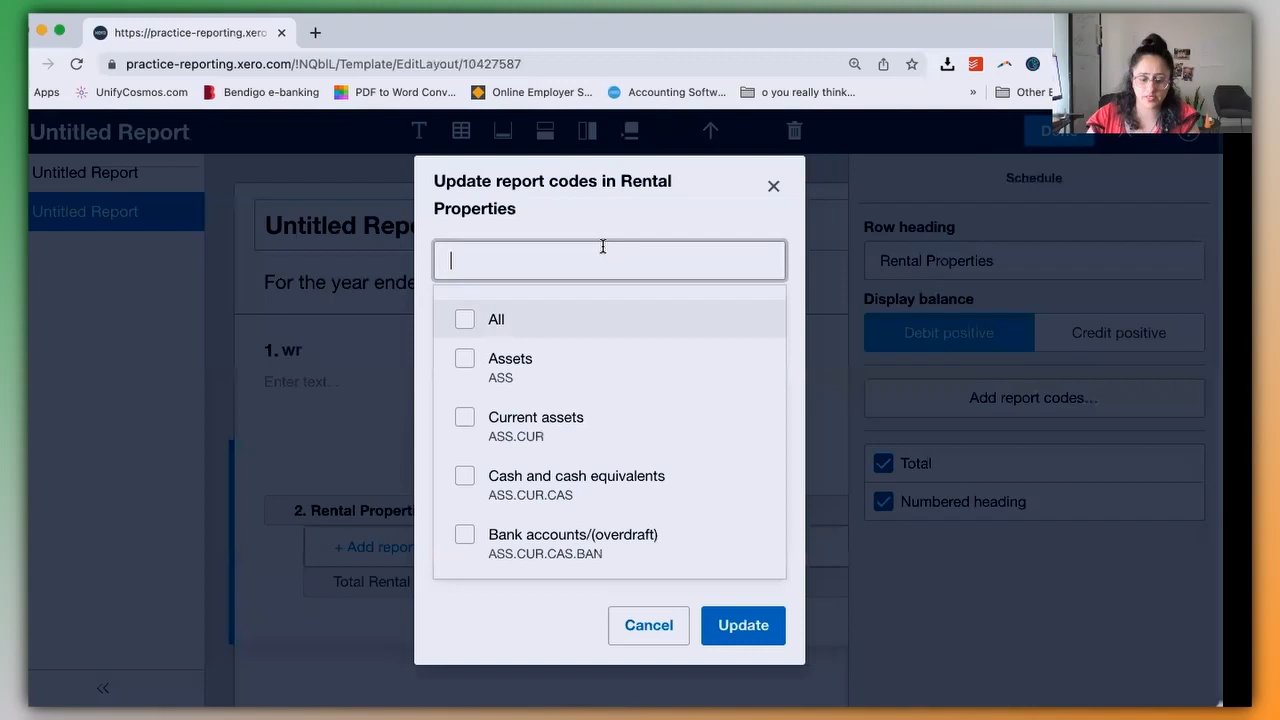 https://practice-reporting.xero
practice-reporting.xero.com/!NQblL/Template/EditLayout/10427587
Apps
UnifyCosmos.com
Bendigo e-banking
PDF to Word Conv...
Online Employer S...
Accounting Softw...
o you really think...
»
Other B
Untitled Report
Untitled Report
Untitled Report
Untitled Repo
For the year ende
1. wr
Enter text...
2. Rental Properti
+ Add repor
Total Rental
Update report codes in Rental
Properties
All
Assets
ASS
Current assets
ASS.CUR
Cash and cash equivalents
ASS.CUR.CAS
Bank accounts/(overdraft)
ASS.CUR.CAS.BAN
Cancel
Update
Schedule
Row heading
Rental Properties
Display balance
Debit positive
Credit positive
Add report codes...
Total
Numbered heading